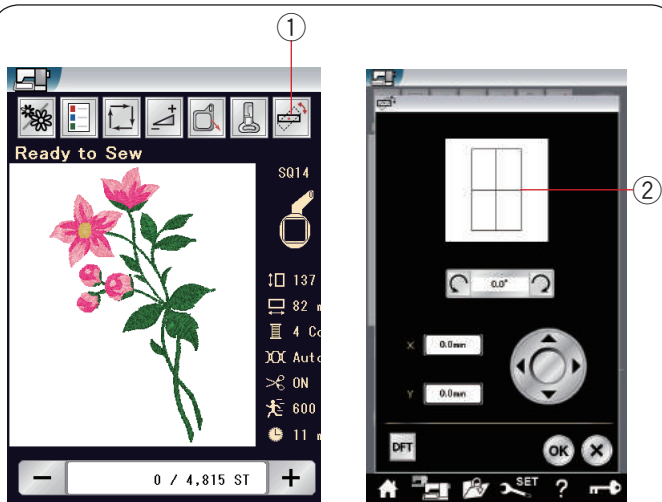 1
Ready to Sew
SQ14
137
82 m
4 Co
Auto
ON
600
11 m
− 0 / 4,815 ST +
2
0.0°
X 0.0mm
Y 0.0mm
DFT OK X
SET ?